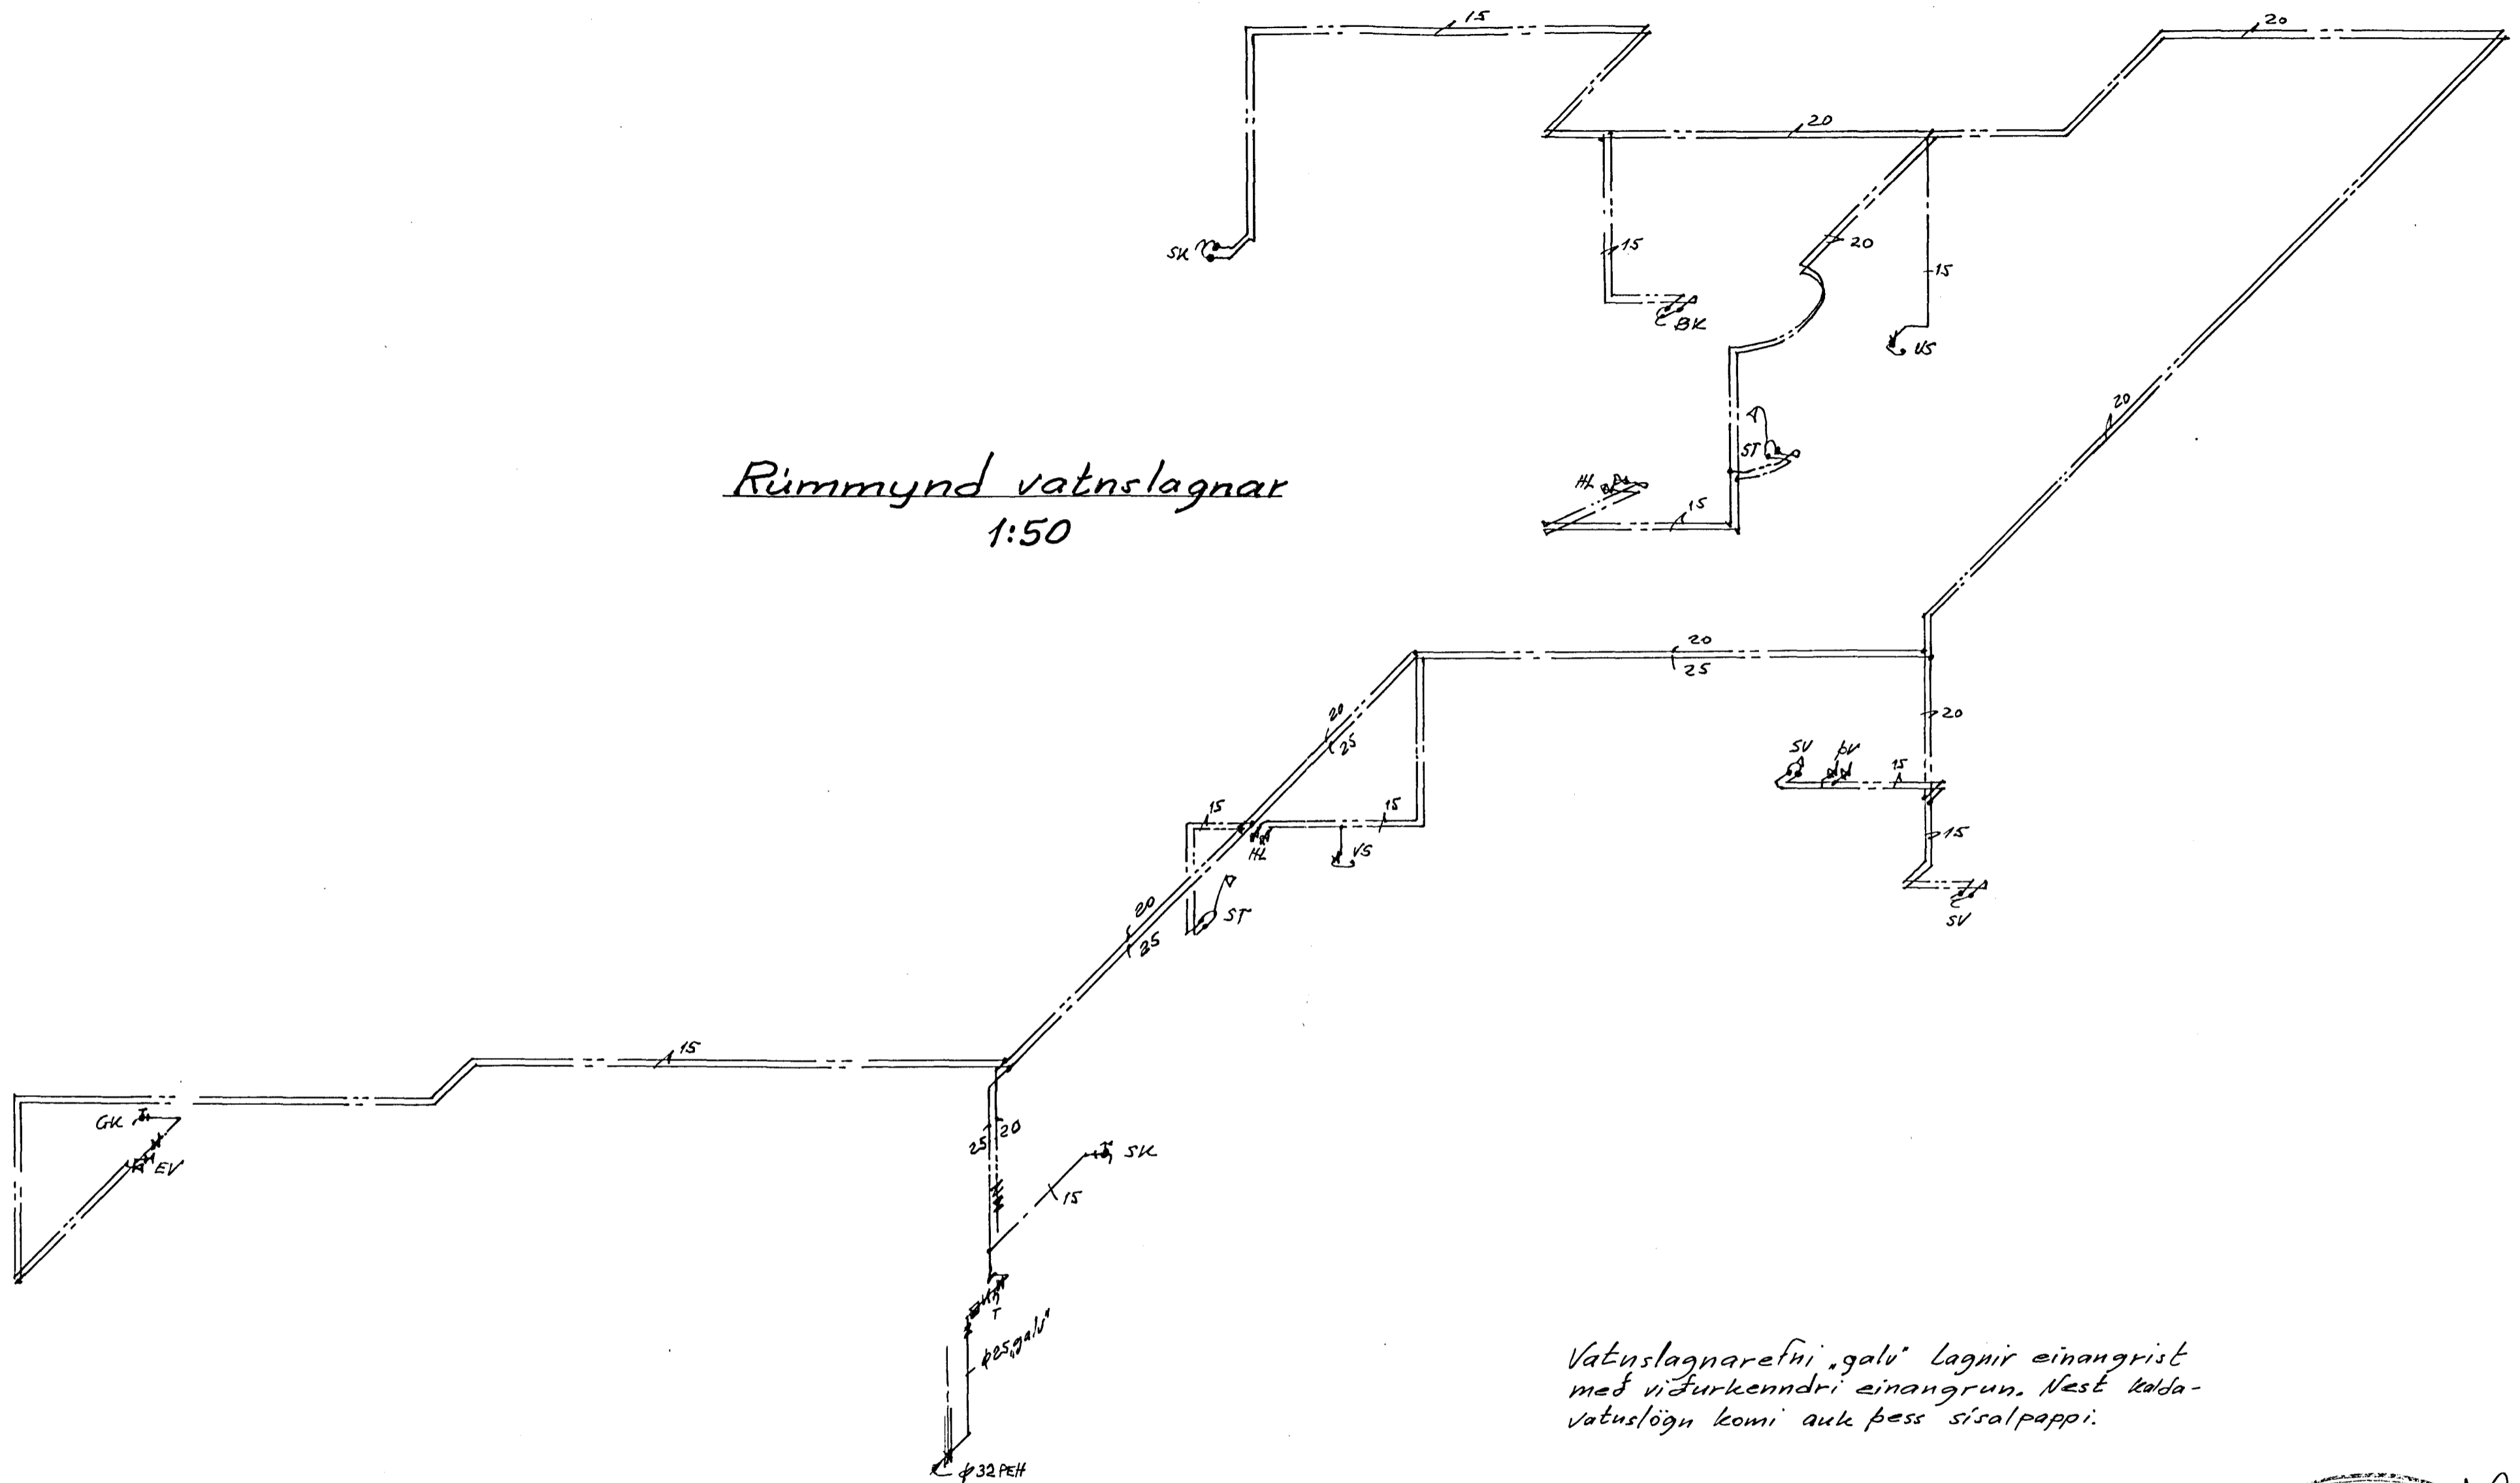 15
20
20
SK
15
20
15
BK
VS
20
ST
HL
15
Rúmmynd vatnslagnar
1:50
20
25
20
25
20
SV
þV
15
15
15
15
HL
VS
ST
SV
20
25
15
GK
EV
25
20
SK
15
T
φ25 „galv"
φ32 PEH
Vatnslagnarefni „galv" Lagnir einangrist
með viðurkenndri einangrun. Nest kalda-
vatnslögn komi auk þess sísalpappi.